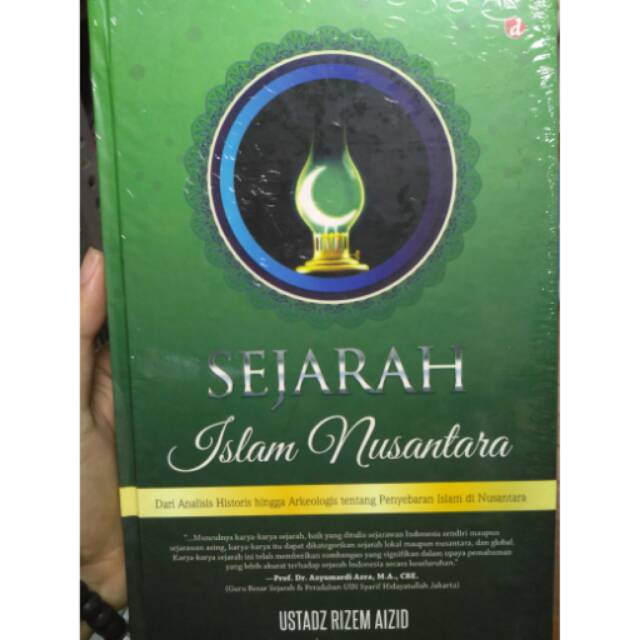 d
SEJARAH
Islam Nusantara
Dari Analisis Historis hingga Arkeologis tentang Penyebaran Islam di Nusantara
"...Munculnya karya-karya sejarah, baik yang ditulis sejarawan Indonesia sendiri maupun
sejarawan asing, karya-karya itu dapat dikategorikan sejarah lokal maupun nusantara, dan global.
Karya-karya sejarah ini telah memberikan sumbangan yang signifikan dalam upaya pemahaman
yang lebih akurat terhadap sejarah Indonesia secara keseluruhan."
—Prof. Dr. Azyumardi Azra, M.A., CBE.
(Guru Besar Sejarah & Peradaban UIN Syarif Hidayatullah Jakarta)
USTADZ RIZEM AIZID